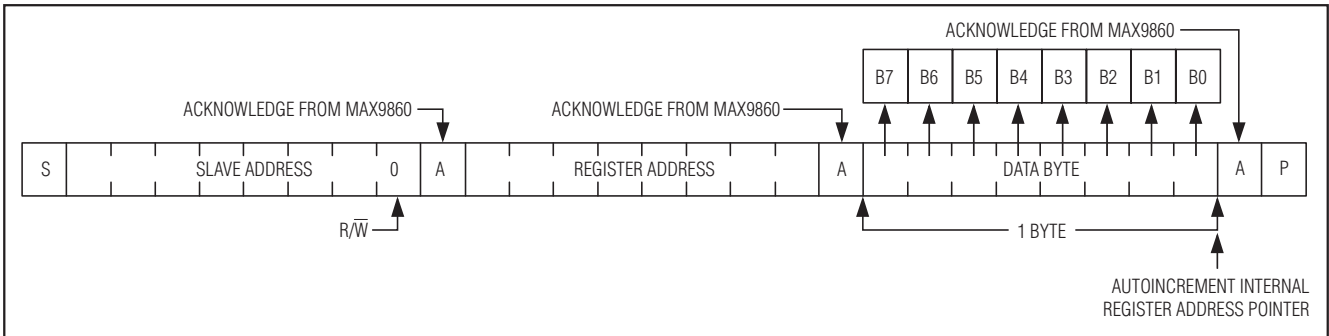 ACKNOWLEDGE FROM MAX9860
B7 B6 B5 B4 B3 B2 B1 B0
ACKNOWLEDGE FROM MAX9860 ACKNOWLEDGE FROM MAX9860
S SLAVE ADDRESS 0 A REGISTER ADDRESS A DATA BYTE A P
R/W̅ 1 BYTE
AUTOINCREMENT INTERNAL
REGISTER ADDRESS POINTER